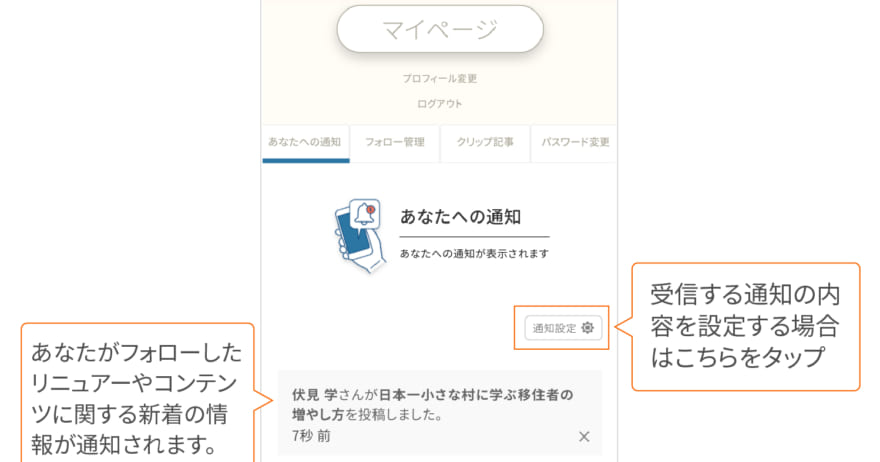 マイページ
プロフィール変更
ログアウト
あなたへの通知
フォロー管理
クリップ記事
パスワード変更
あなたへの通知
あなたへの通知が表示されます
通知設定
受信する通知の内
容を設定する場合
はこちらをタップ
あなたがフォローした
リニュアーやコンテン
ツに関する新着の情
報が通知されます。
伏見 学さんが日本一小さな村に学ぶ移住者の
増やし方を投稿しました。
7秒 前